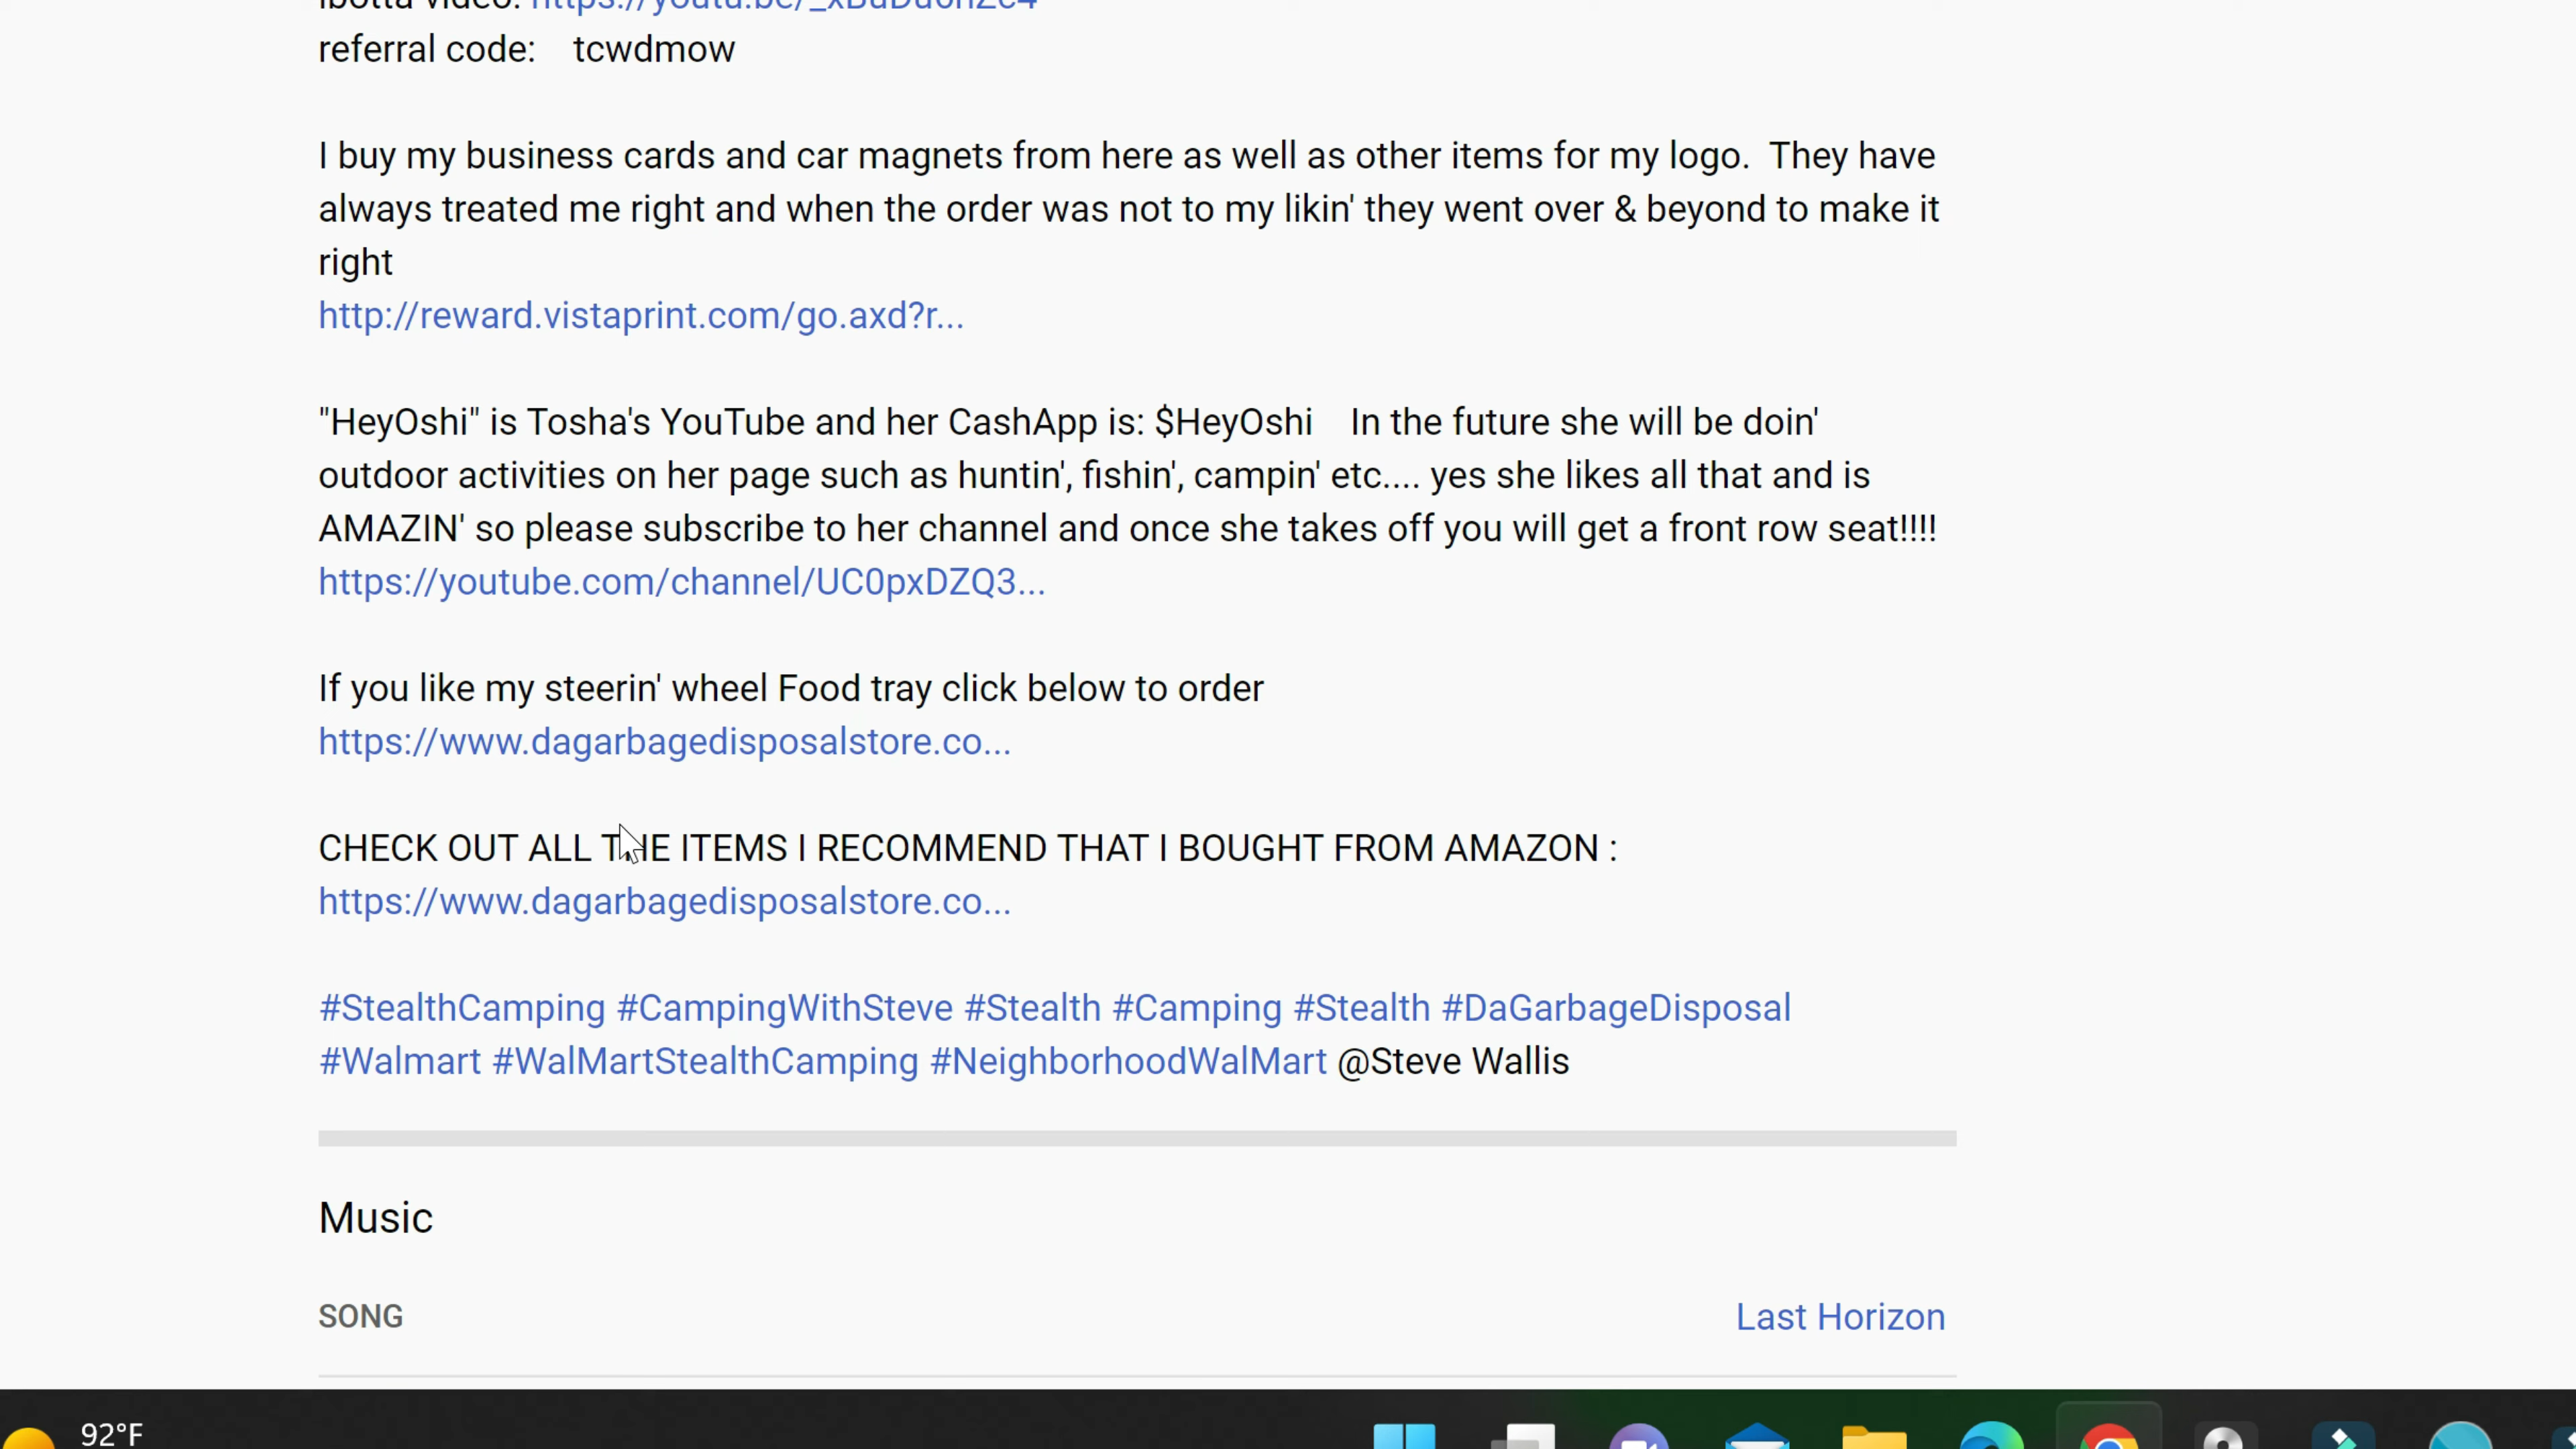 referral code: tcwdmow
I buy my business cards and car magnets from here as well as other items for my logo. They have
always treated me right and when the order was not to my likin' they went over & beyond to make it
right
http://reward.vistaprint.com/go.axd?r...
"HeyOshi" is Tosha's YouTube and her CashApp is: $HeyOshi In the future she will be doin'
outdoor activities on her page such as huntin', fishin', campin' etc.... yes she likes all that and is
AMAZIN' so please subscribe to her channel and once she takes off you will get a front row seat!!!!
https://youtube.com/channel/UC0pxDZQ3...
If you like my steerin' wheel Food tray click below to order
https://www.dagarbagedisposalstore.co...
CHECK OUT ALL THE ITEMS I RECOMMEND THAT I BOUGHT FROM AMAZON :
https://www.dagarbagedisposalstore.co...
#StealthCamping #CampingWithSteve #Stealth #Camping #Stealth #DaGarbageDisposal
#Walmart #WalMartStealthCamping #NeighborhoodWalMart @Steve Wallis
Music
SONG Last Horizon
92°F